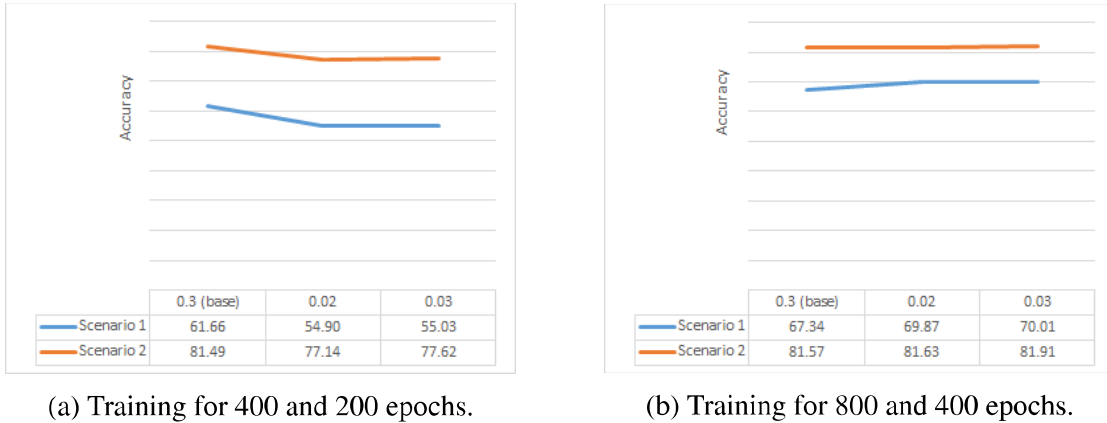 Accuracy
0.3 (base) 0.02 0.03
Scenario 1 61.66 54.90 55.03
Scenario 2 81.49 77.14 77.62
(a) Training for 400 and 200 epochs.
Accuracy
0.3 (base) 0.02 0.03
Scenario 1 67.34 69.87 70.01
Scenario 2 81.57 81.63 81.91
(b) Training for 800 and 400 epochs.